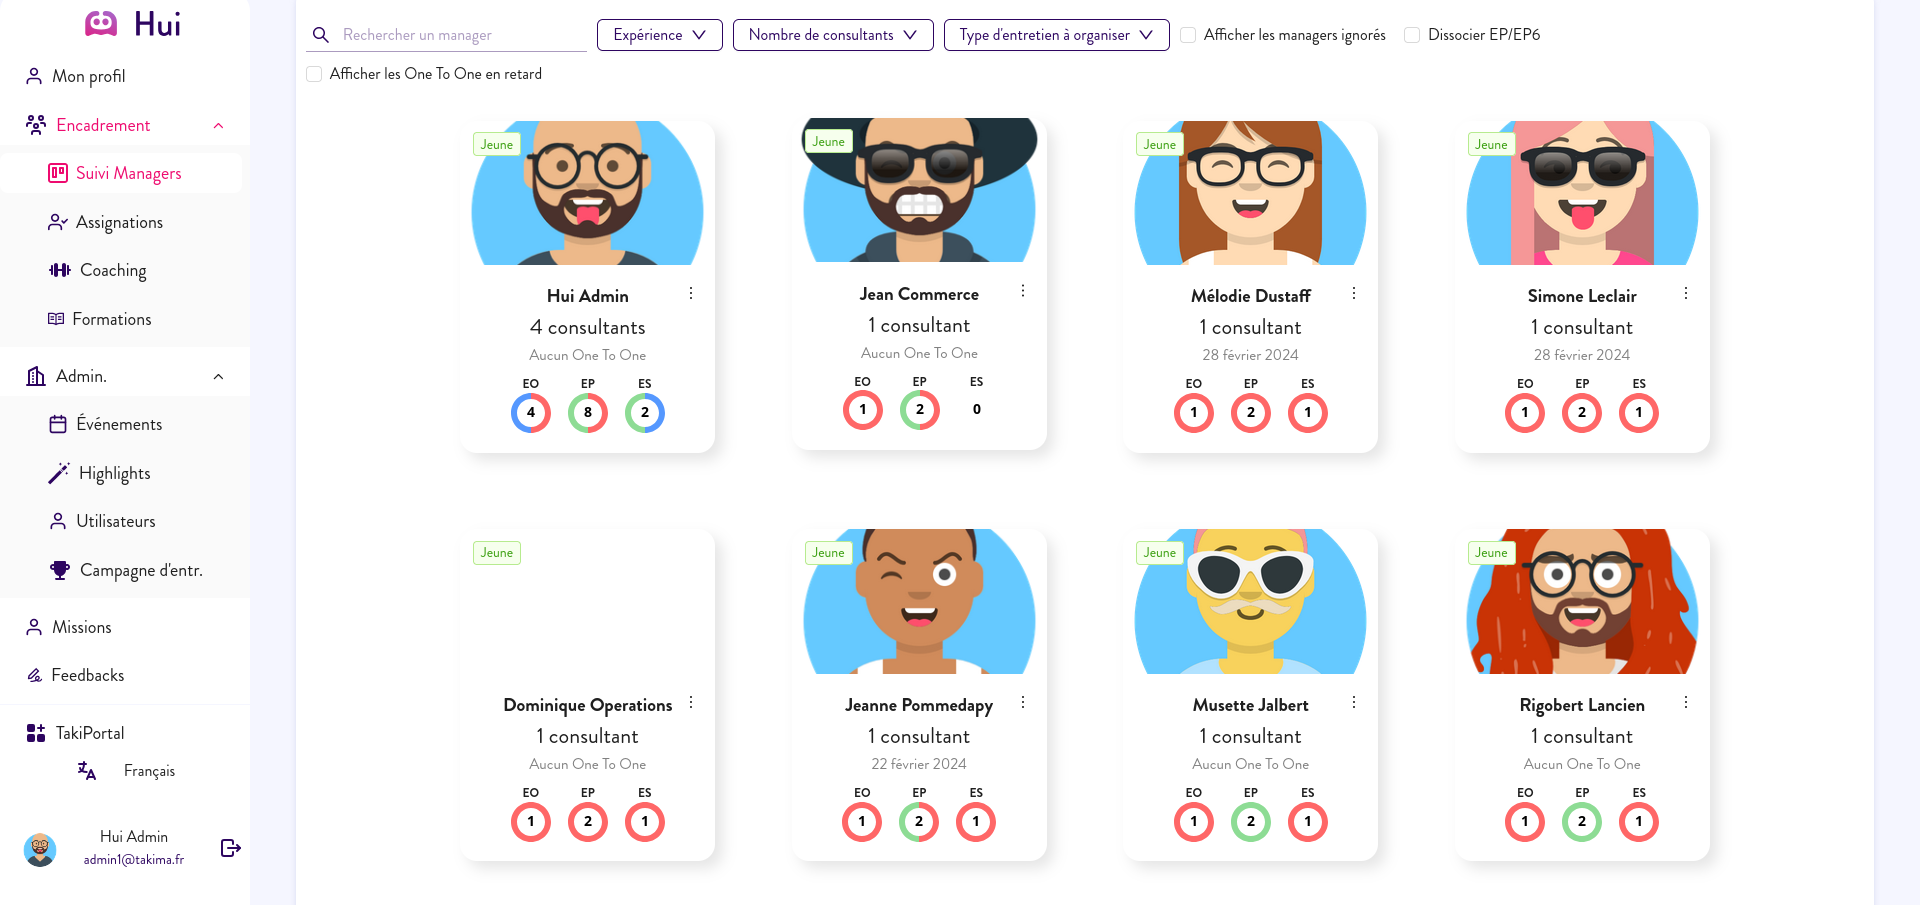 Hui
Mon profil
Encadrement
Suivi Managers
Assignations
Coaching
Formations
Admin.
Événements
Highlights
Utilisateurs
Campagne d'entr.
Missions
Feedbacks
TakiPortal
Français
Hui Admin
admin1@takima.fr
Rechercher un manager
Expérience
Nombre de consultants
Type d'entretien à organiser
Afficher les managers ignorés
Dissocier EP/EP6
Afficher les One To One en retard
Jeune
Hui Admin
4 consultants
Aucun One To One
EO EP ES
4 8 2
Jeune
Jean Commerce
1 consultant
Aucun One To One
EO EP ES
1 2 0
Jeune
Mélodie Dustaff
1 consultant
28 février 2024
EO EP ES
1 2 1
Jeune
Simone Leclair
1 consultant
28 février 2024
EO EP ES
1 2 1
Jeune
Dominique Operations
1 consultant
Aucun One To One
EO EP ES
1 2 1
Jeune
Jeanne Pommedapy
1 consultant
22 février 2024
EO EP ES
1 2 1
Jeune
Musette Jalbert
1 consultant
Aucun One To One
EO EP ES
1 2 1
Jeune
Rigobert Lancien
1 consultant
Aucun One To One
EO EP ES
1 2 1